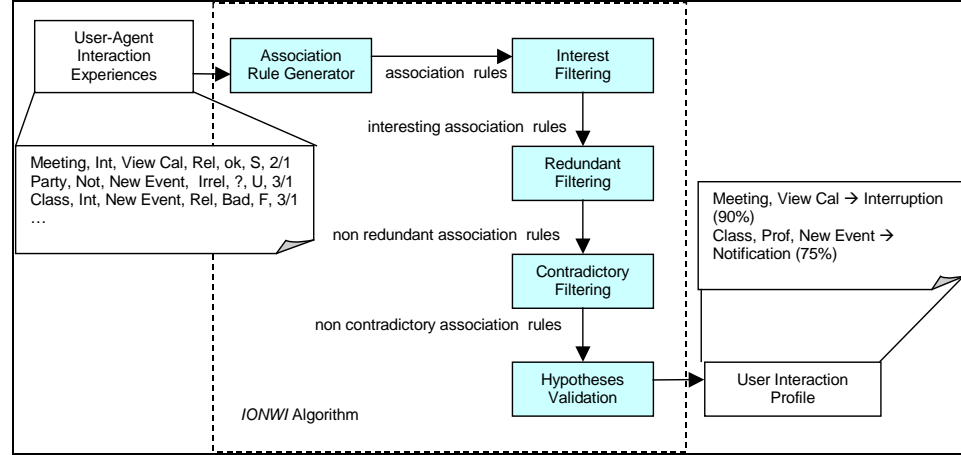 User-Agent
Interaction
Experiences
Association
Rule Generator
association rules
Interest
Filtering
interesting association rules
Meeting, Int, View Cal, Rel, ok, S, 2/1
Party, Not, New Event, Irrel, ?, U, 3/1
Class, Int, New Event, Rel, Bad, F, 3/1
…
Redundant
Filtering
non redundant association rules
Meeting, View Cal → Interruption
(90%)
Class, Prof, New Event →
Notification (75%)
Contradictory
Filtering
non contradictory association rules
Hypotheses
Validation
User Interaction
Profile
IONWI Algorithm